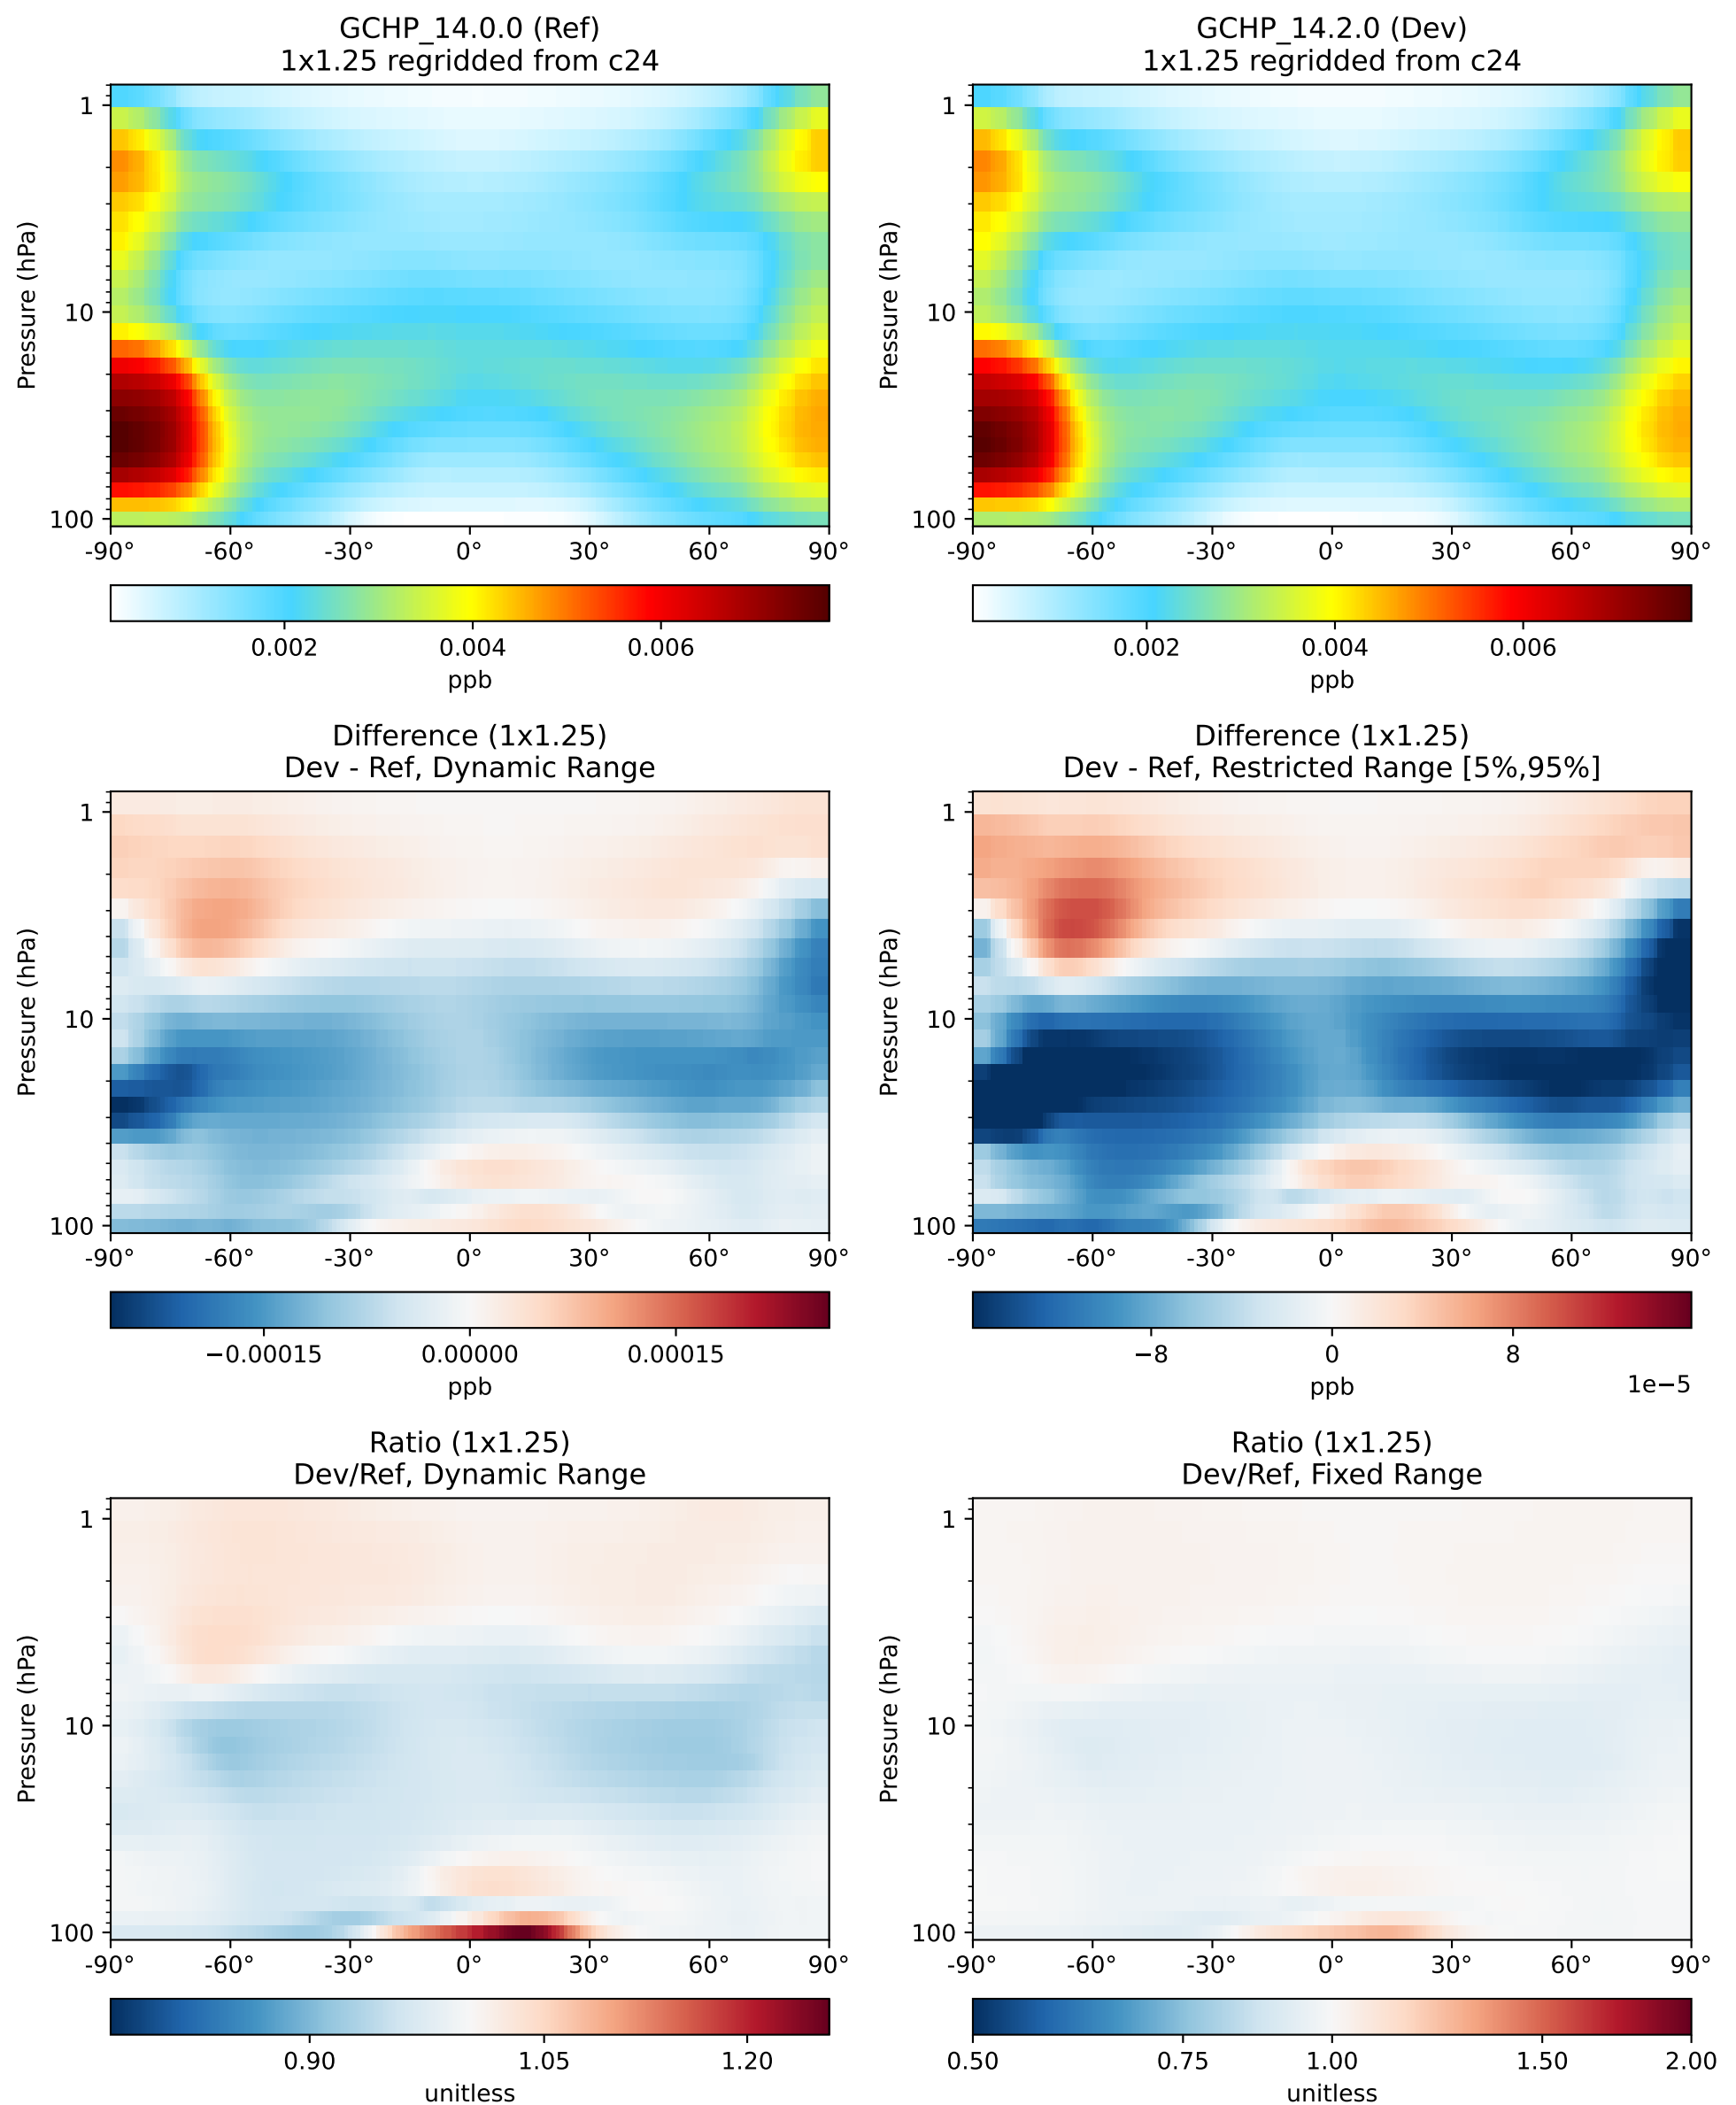 GCHP_14.0.0 (Ref)
1x1.25 regridded from c24
1
10
100
Pressure (hPa)
-90° -60° -30° 0° 30° 60° 90°
0.002 0.004 0.006
ppb
GCHP_14.2.0 (Dev)
1x1.25 regridded from c24
1
10
100
Pressure (hPa)
-90° -60° -30° 0° 30° 60° 90°
0.002 0.004 0.006
ppb
Difference (1x1.25)
Dev - Ref, Dynamic Range
1
10
100
Pressure (hPa)
-90° -60° -30° 0° 30° 60° 90°
−0.00015 0.00000 0.00015
ppb
Difference (1x1.25)
Dev - Ref, Restricted Range [5%,95%]
1
10
100
Pressure (hPa)
-90° -60° -30° 0° 30° 60° 90°
−8 0 8
1e−5
ppb
Ratio (1x1.25)
Dev/Ref, Dynamic Range
1
10
100
Pressure (hPa)
-90° -60° -30° 0° 30° 60° 90°
0.90 1.05 1.20
unitless
Ratio (1x1.25)
Dev/Ref, Fixed Range
1
10
100
Pressure (hPa)
-90° -60° -30° 0° 30° 60° 90°
0.50 0.75 1.00 1.50 2.00
unitless